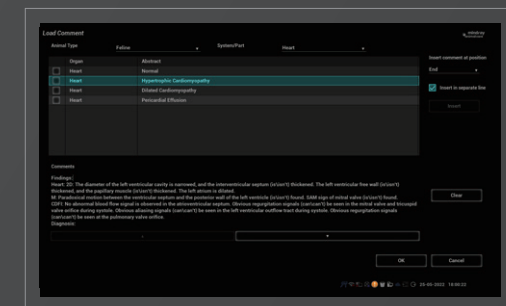 Load Comment
mindray
Animal Type Feline System/Part Heart
Organ Abstract
Insert comment at position
Heart Normal
End
Heart Hypertrophic Cardiomyopathy
Heart Dilated Cardiomyopathy
Insert in separate line
Heart Pericardial Effusion
Insert
Comments
Findings:
Heart: 2D: The diameter of the left ventricular cavity is narrowed, and the interventricular septum (is\isn't) thickened. The left ventricular free wall (is\isn't)
thickened, and the papillary muscle (is\isn't) thickened. The left atrium is dilated.
M: Paradoxical motion between the ventricular septum and the posterior wall of the left ventricle (is\isn't) found. SAM sign of mitral valve (is\isn't) found.
CDFI: No abnormal blood flow signal is observed in the atrioventricular septum. Obvious regurgitation signals (can\can't) be seen in the mitral valve and tricuspid
valve orifice during systole. Obvious aliasing signals (can\can't) be seen in the left ventricular outflow tract during systole. Obvious regurgitation signals
(can\can't) be seen at the pulmonary valve orifice.
Diagnosis:
Clear
OK Cancel
25-05-2022 18:00:22